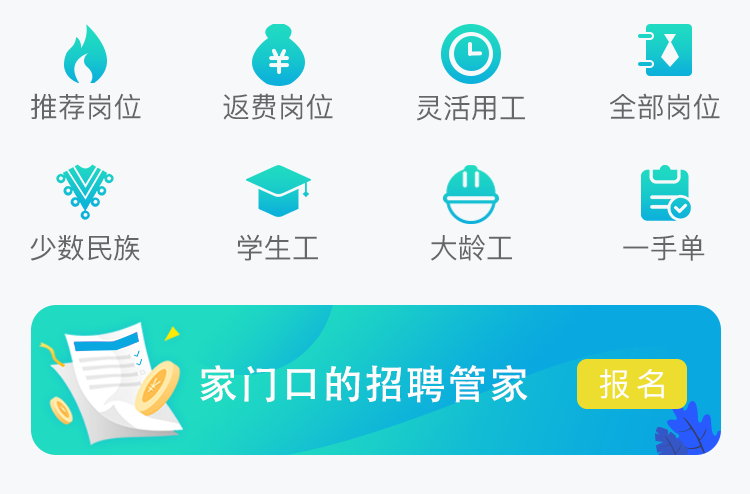 推荐岗位 返费岗位 灵活用工 全部岗位
少数民族 学生工 大龄工 一手单
家门口的招聘管家 报名